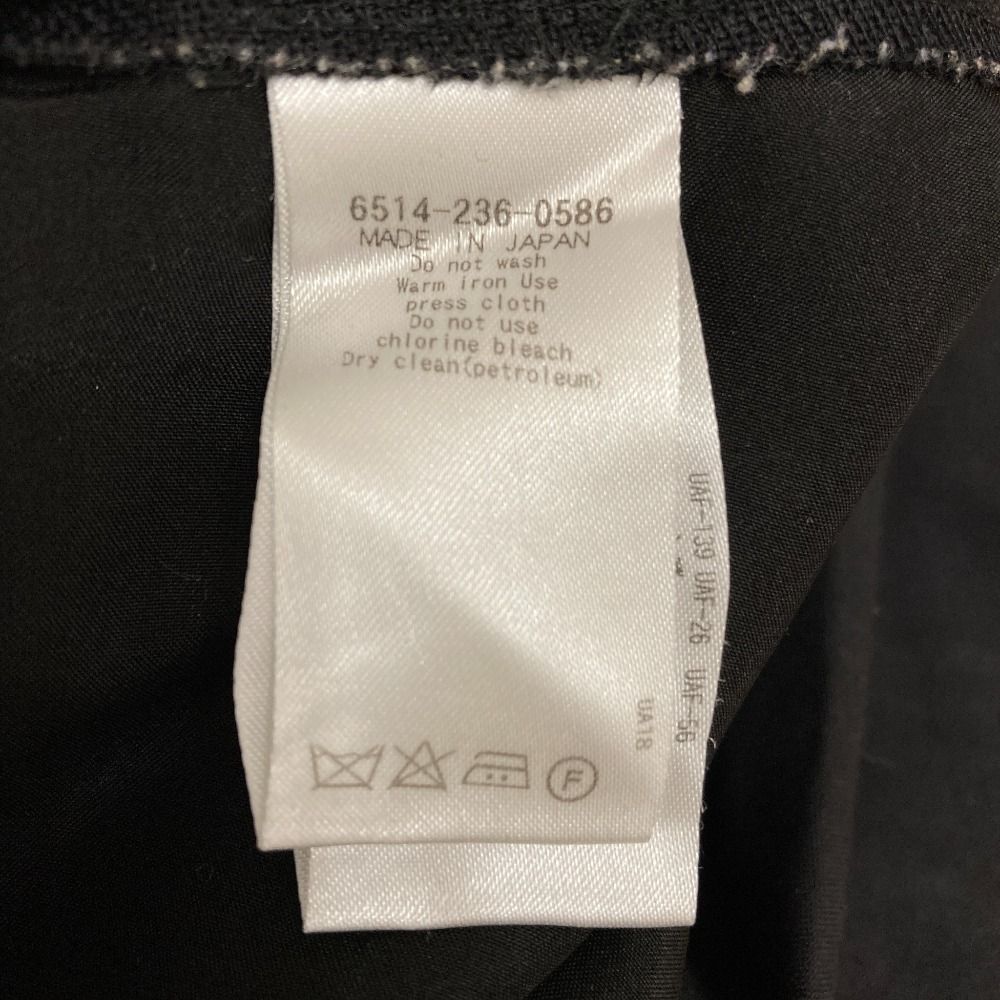 6514-236-0586
MADE IN JAPAN
Do not wash
Warm iron Use
press cloth
Do not use
chlorine bleach
Dry clean(petroleum)
UAF-139 UAF-26 UAF-56
UA18
F